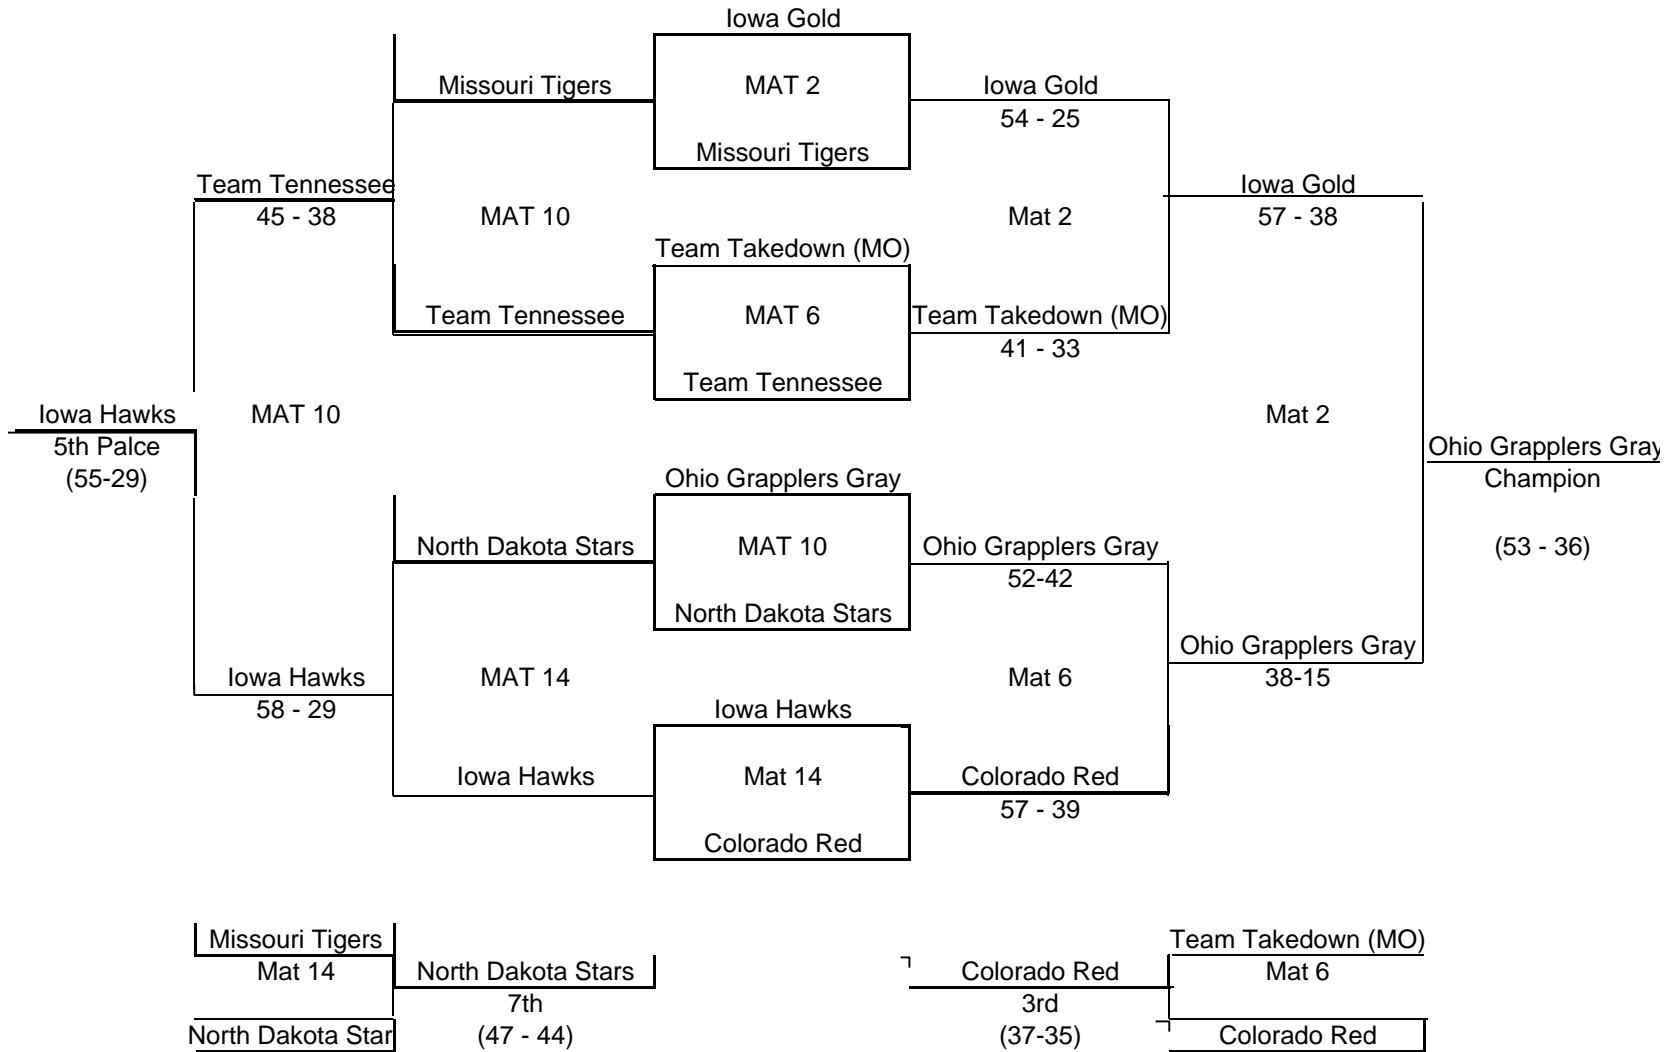 Iowa Gold
Missouri Tigers MAT 2 Iowa Gold
54 - 25
Missouri Tigers
Team Tennessee Iowa Gold
45 - 38 MAT 10 Mat 2 57 - 38
Team Takedown (MO)
Team Tennessee MAT 6 Team Takedown (MO)
41 - 33
Team Tennessee
Iowa Hawks MAT 10 Mat 2
5th Palce Ohio Grapplers Gray
(55-29) Ohio Grapplers Gray Champion
North Dakota Stars MAT 10 Ohio Grapplers Gray (53 - 36)
52-42
North Dakota Stars
Ohio Grapplers Gray
Iowa Hawks MAT 14 Mat 6 38-15
58 - 29 Iowa Hawks
Iowa Hawks Mat 14 Colorado Red
57 - 39
Colorado Red
Missouri Tigers Team Takedown (MO)
Mat 14 North Dakota Stars Colorado Red Mat 6
7th 3rd
North Dakota Star (47 - 44) (37-35) Colorado Red